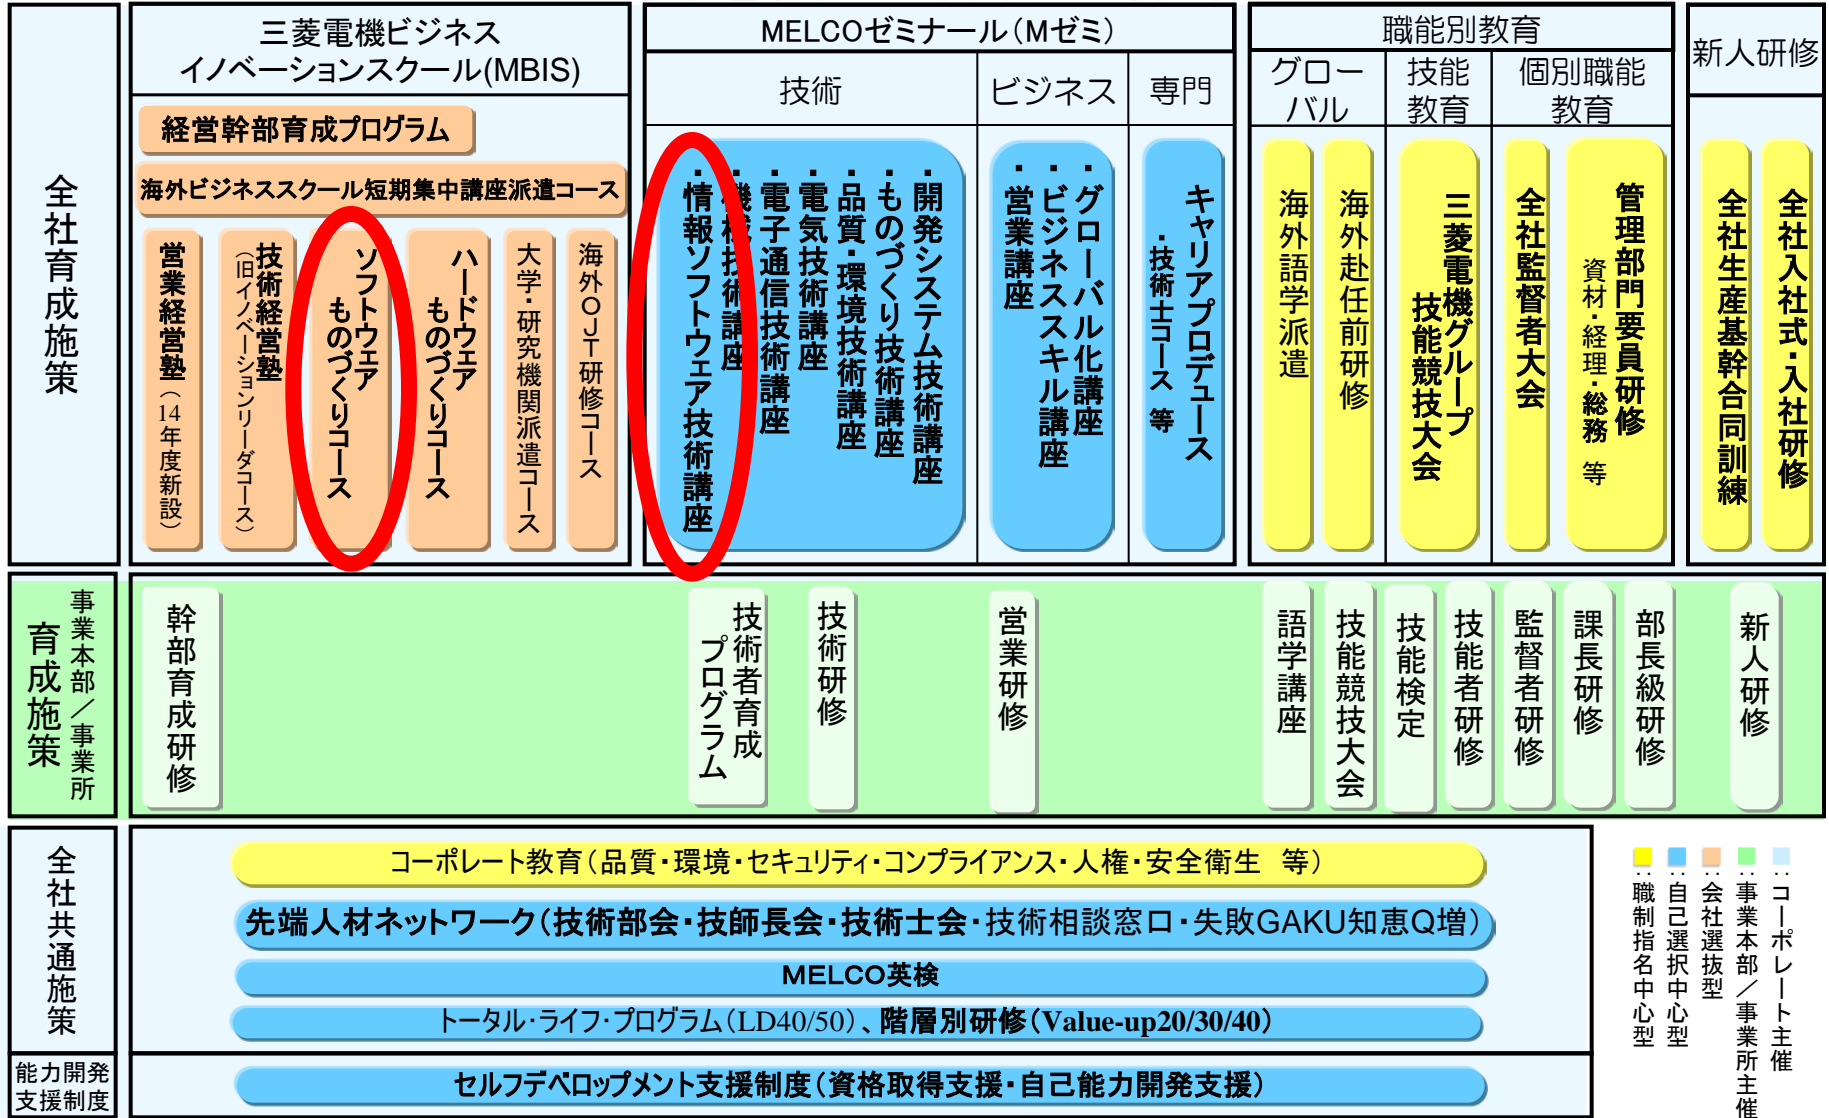 全社育成施策
三菱電機ビジネス
イノベーションスクール(MBIS)
経営幹部育成プログラム
海外ビジネススクール短期集中講座派遣コース
営業経営塾（14年度新設）
技術経営塾
（旧イノベーションリーダコース）
ソフトウェア
ものづくりコース
ハードウェア
ものづくりコース
大学・研究機関派遣コース
海外OJT研修コース
MELCOゼミナール（Mゼミ）
技術
ビジネス
専門
・開発システム技術講座
・ものづくり技術講座
・品質・環境技術講座
・電気技術講座
・電子通信技術講座
・機械技術講座
・情報ソフトウェア技術講座
・グローバル化講座
・ビジネススキル講座
・営業講座
キャリアプロデュース
・技術士コース 等
職能別教育
グロー
バル
技能
教育
個別職能
教育
海外語学派遣
海外赴任前研修
三菱電機グループ
技能競技大会
全社監督者大会
管理部門要員研修
資材・経理・総務 等
新人研修
全社生産基幹合同訓練
全社入社式・入社研修
事業本部／事業所
育成施策
幹部育成研修
技術者育成
プログラム
技術研修
営業研修
語学講座
技能競技大会
技能検定
技能者研修
監督者研修
課長研修
部長級研修
新人研修
全社共通施策
コーポレート教育（品質・環境・セキュリティ・コンプライアンス・人権・安全衛生 等）
先端人材ネットワーク（技術部会・技師長会・技術士会・技術相談窓口・失敗GAKU知恵Q増）
MELCO英検
トータル・ライフ・プログラム（LD40/50）、階層別研修（Value-up20/30/40）
能力開発
支援制度
セルフデベロップメント支援制度（資格取得支援・自己能力開発支援）
：コーポレート主催
：事業本部／事業所主催
：会社選抜型
：自己選択中心型
：職制指名中心型